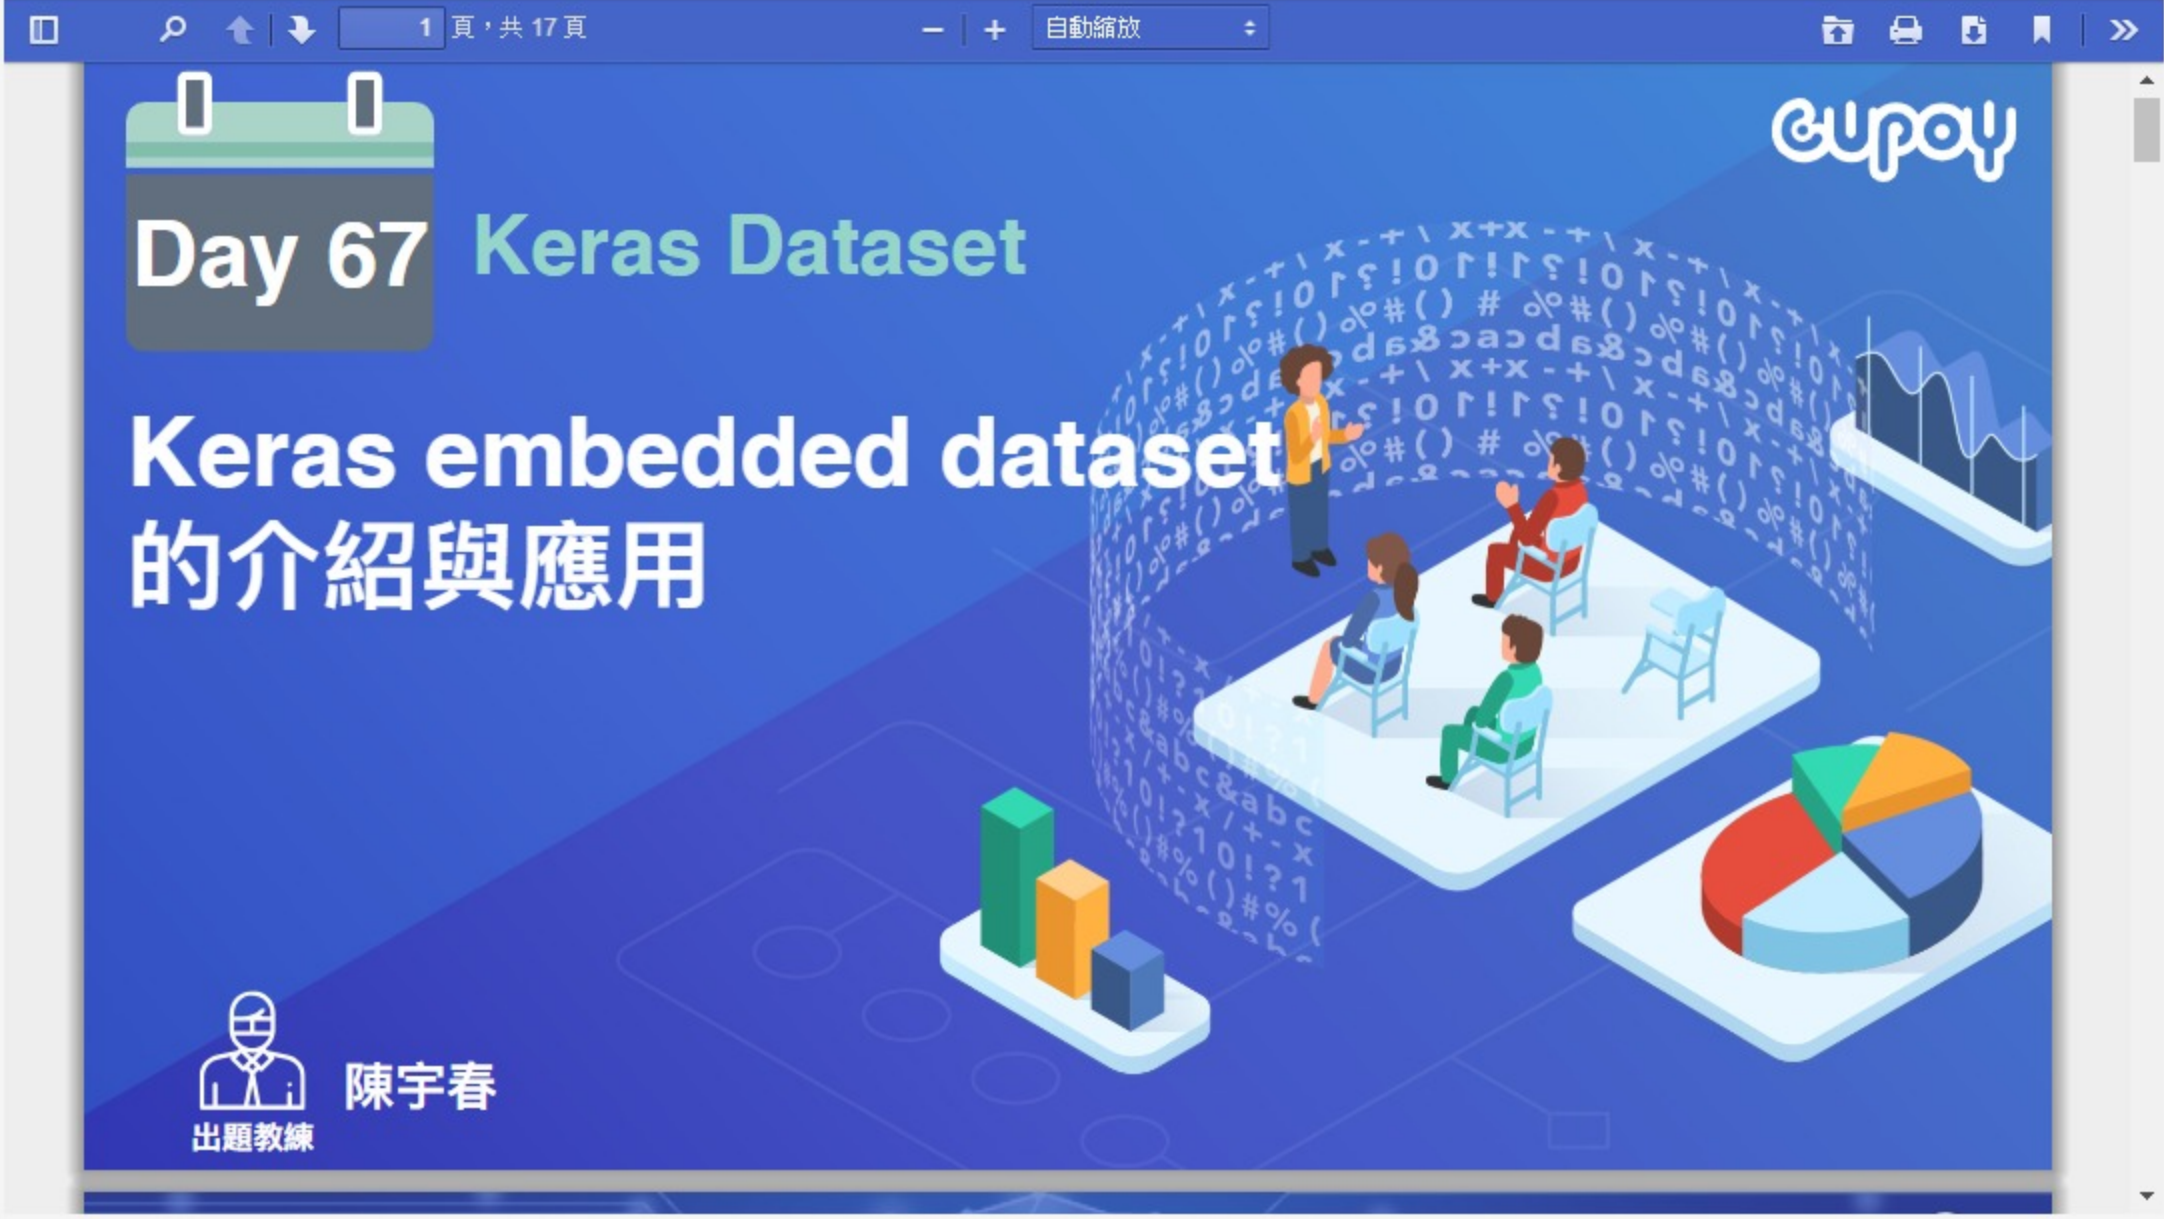 1 頁，共 17 頁
自動縮放
cupoy
Day 67
Keras Dataset
Keras embedded dataset
的介紹與應用
陳宇春
出題教練